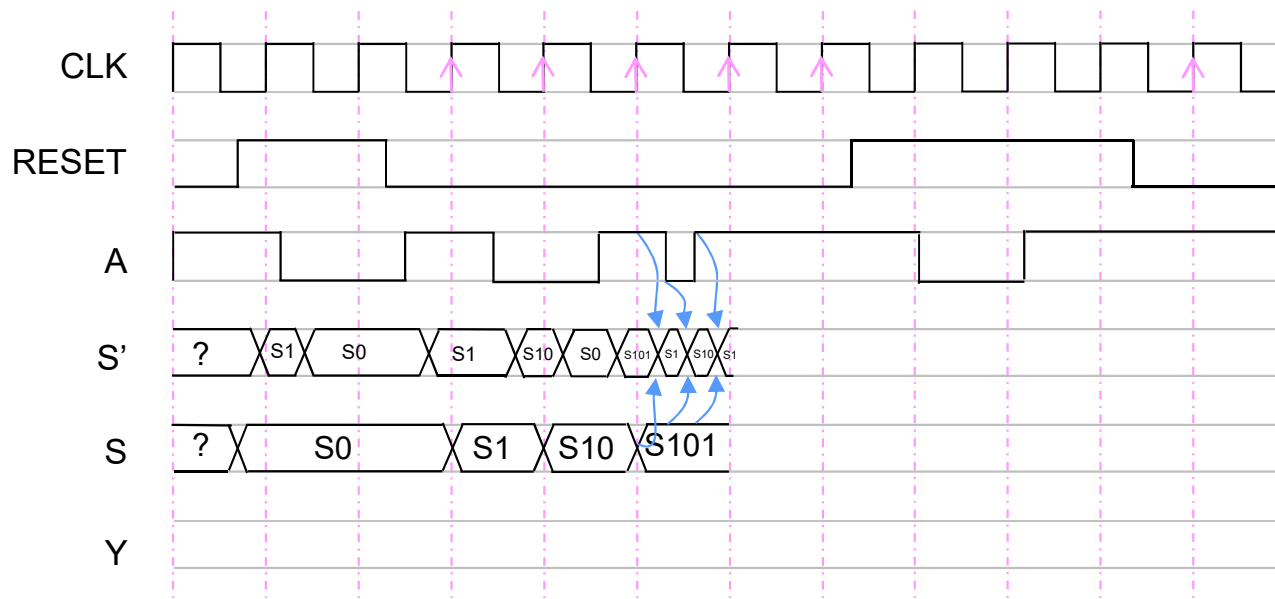 CLK
RESET
A
S’ ? S1 S0 S1 S10 S0 S101 S1 S10 S1
S ? S0 S1 S10 S101
Y